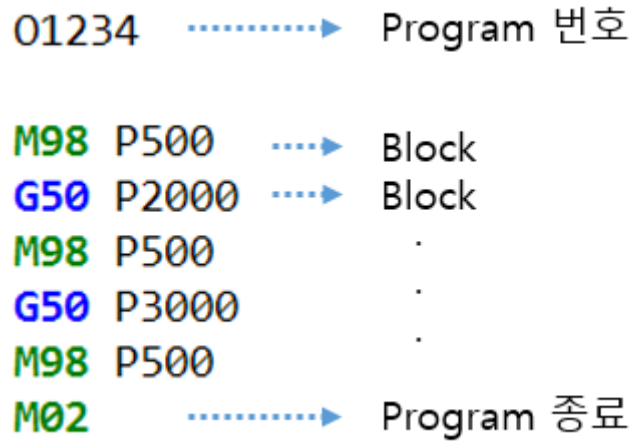 O1234 Program 번호
M98 P500 Block
G50 P2000 Block
M98 P500 .
G50 P3000 .
M98 P500 .
M02 Program 종료